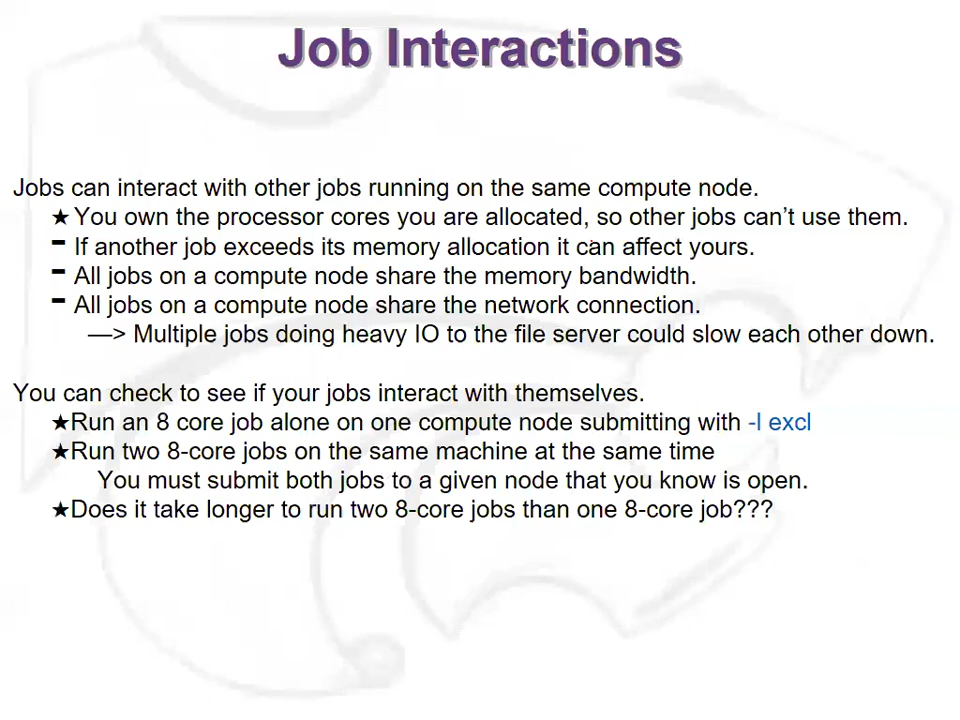 Job Interactions
Jobs can interact with other jobs running on the same compute node.
★ You own the processor cores you are allocated, so other jobs can't use them.
- If another job exceeds its memory allocation it can affect yours.
- All jobs on a compute node share the memory bandwidth.
- All jobs on a compute node share the network connection.
—> Multiple jobs doing heavy IO to the file server could slow each other down.
You can check to see if your jobs interact with themselves.
★Run an 8 core job alone on one compute node submitting with -l excl
★Run two 8-core jobs on the same machine at the same time
You must submit both jobs to a given node that you know is open.
★Does it take longer to run two 8-core jobs than one 8-core job???